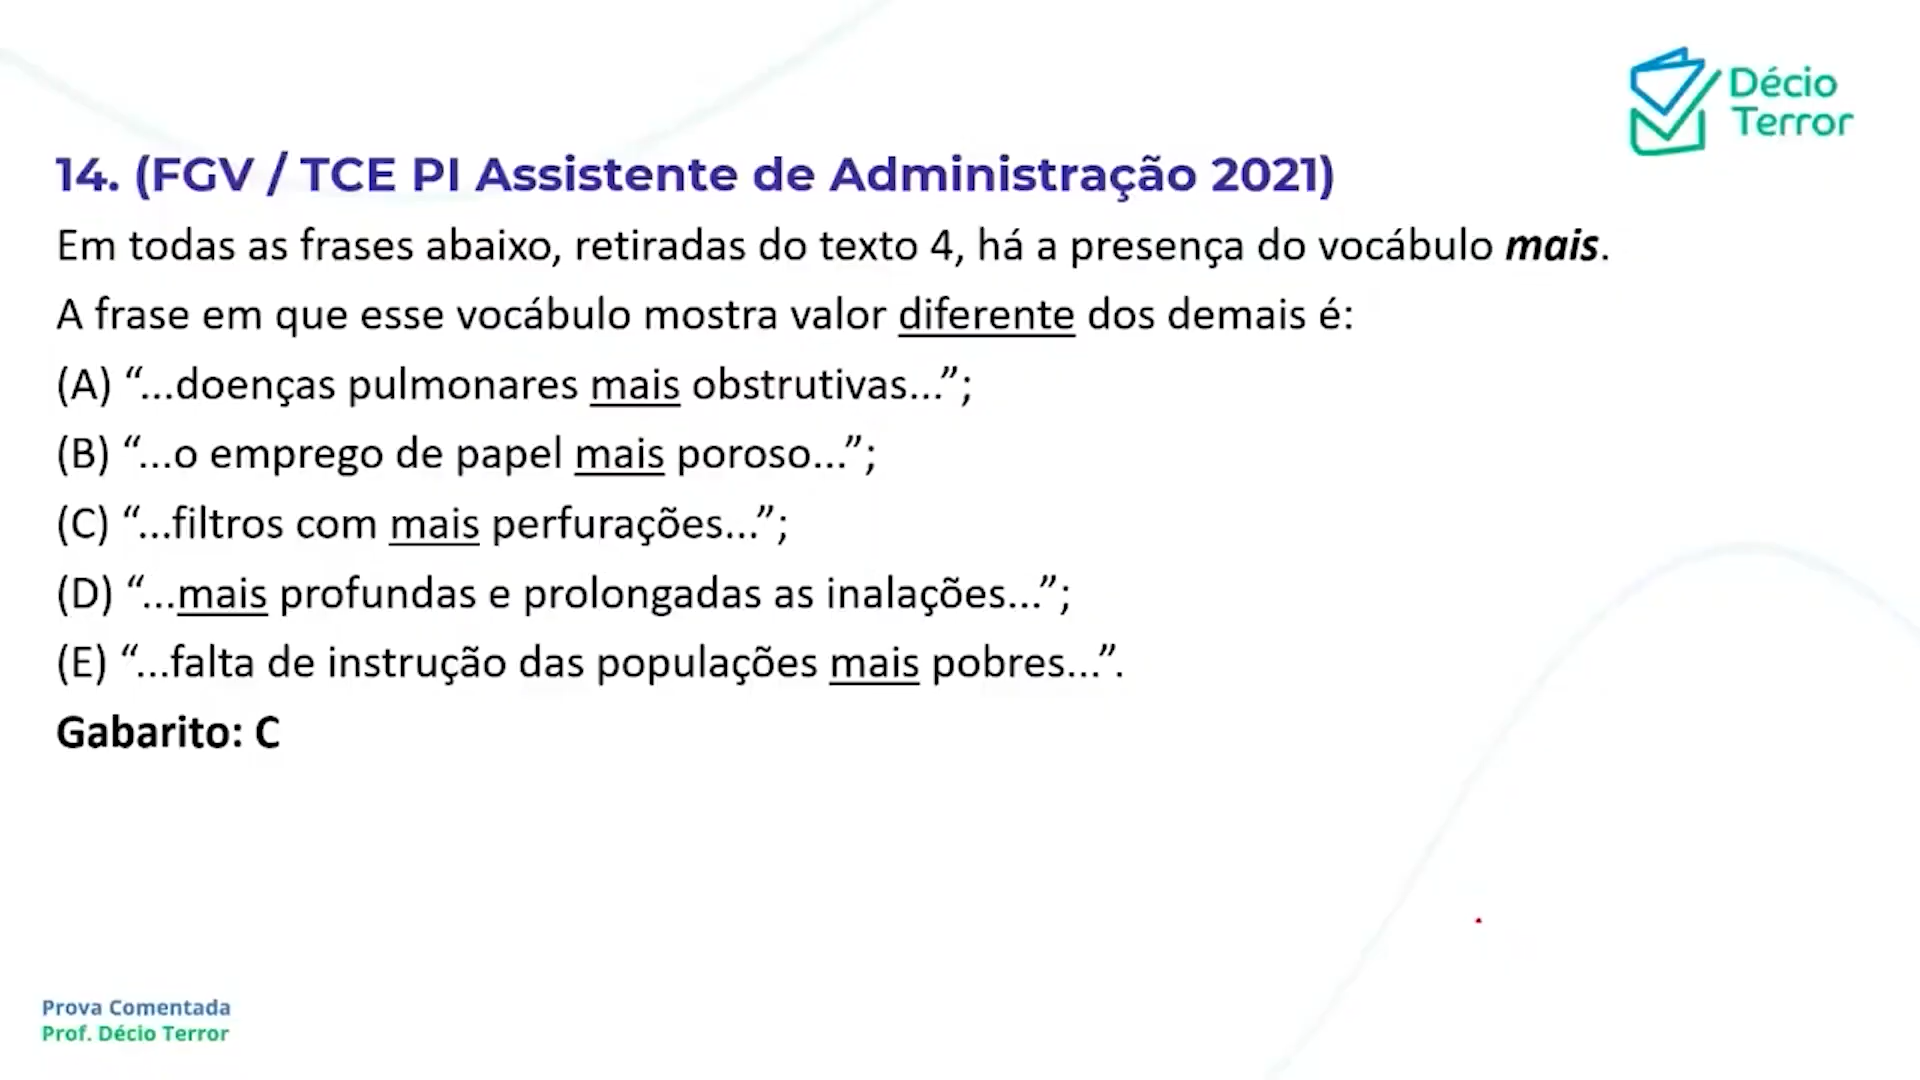 Décio
Terror
14. (FGV / TCE PI Assistente de Administração 2021)
Em todas as frases abaixo, retiradas do texto 4, há a presença do vocábulo mais.
A frase em que esse vocábulo mostra valor diferente dos demais é:
(A) “...doenças pulmonares mais obstrutivas...”;
(B) “...o emprego de papel mais poroso...”;
(C) “...filtros com mais perfurações...”;
(D) “...mais profundas e prolongadas as inalações...”;
(E) “...falta de instrução das populações mais pobres...”.
Gabarito: C
Prova Comentada
Prof. Décio Terror